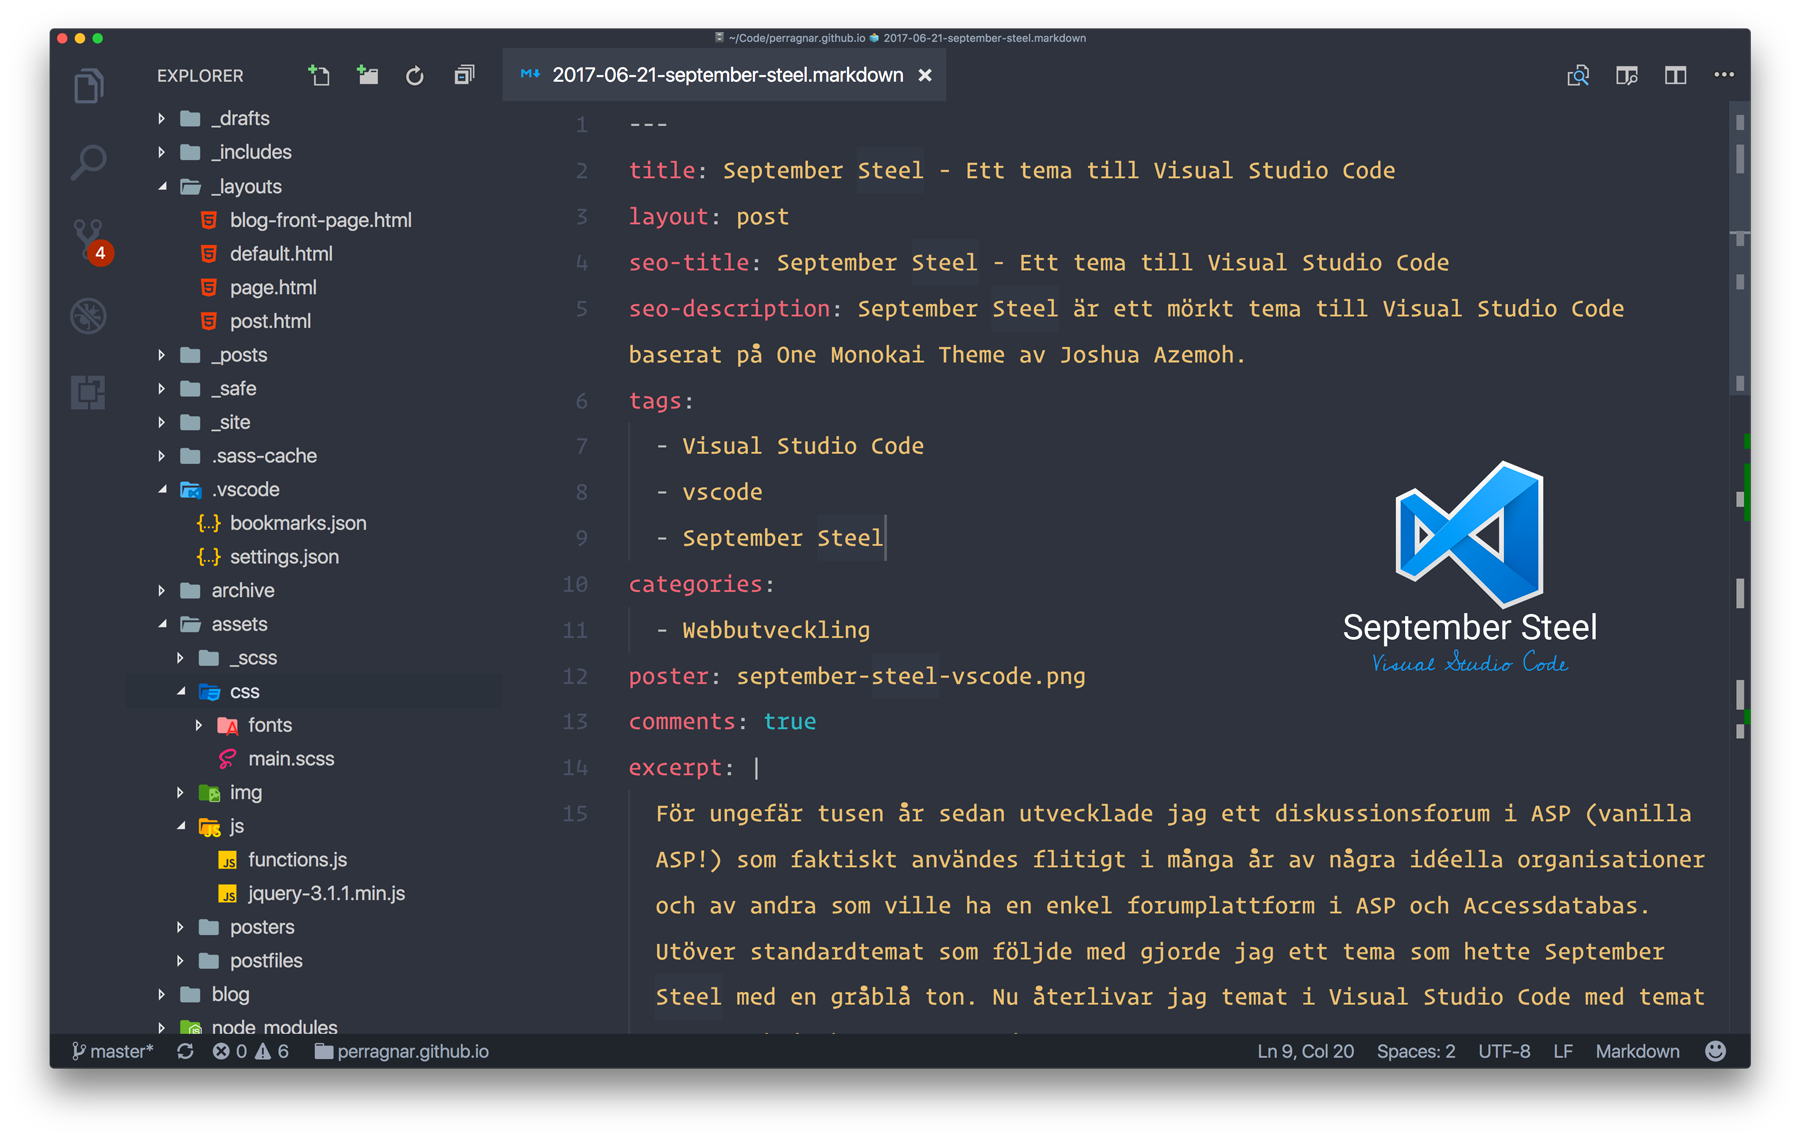 ~/Code/perragnar.github.io 2017-06-21-september-steel.markdown
EXPLORER
2017-06-21-september-steel.markdown
_drafts
_includes
_layouts
blog-front-page.html
default.html
page.html
post.html
_posts
_safe
_site
.sass-cache
.vscode
{..} bookmarks.json
{..} settings.json
archive
assets
_scss
css
fonts
main.scss
img
js
JS functions.js
JS jquery-3.1.1.min.js
posters
postfiles
blog
node_modules
4
1 ---
2 title: September Steel - Ett tema till Visual Studio Code
3 layout: post
4 seo-title: September Steel - Ett tema till Visual Studio Code
5 seo-description: September Steel är ett mörkt tema till Visual Studio Code
baserat på One Monokai Theme av Joshua Azemoh.
6 tags:
7 - Visual Studio Code
8 - vscode
9 - September Steel
10 categories:
11 - Webbutveckling
12 poster: september-steel-vscode.png
13 comments: true
14 excerpt: |
15 För ungefär tusen år sedan utvecklade jag ett diskussionsforum i ASP (vanilla
ASP!) som faktiskt användes flitigt i många år av några idéella organisationer
och av andra som ville ha en enkel forumplattform i ASP och Accessdatabas.
Utöver standardtemat som följde med gjorde jag ett tema som hette September
Steel med en gråblå ton. Nu återlivar jag temat i Visual Studio Code med temat
September Steel
Visual Studio Code
master* 0 6 perragnar.github.io
Ln 9, Col 20 Spaces: 2 UTF-8 LF Markdown